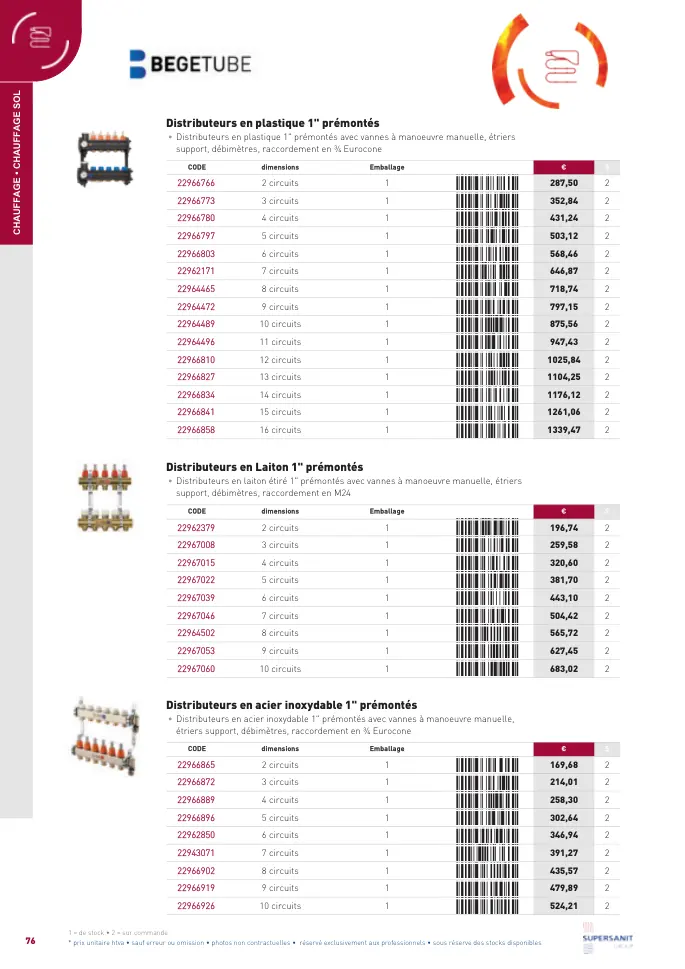 CHAUFFAGE • CHAUFFAGE SOL
BEGETUBE
Distributeurs en plastique 1" prémontés
• Distributeurs en plastique 1" prémontés avec vannes à manoeuvre manuelle, étriers
support, débimètres, raccordement en ¾ Eurocone
CODE dimensions Emballage € S
22966766 2 circuits 1 287,50 2
22966773 3 circuits 1 352,84 2
22966780 4 circuits 1 431,24 2
22966797 5 circuits 1 503,12 2
22966803 6 circuits 1 568,46 2
22962171 7 circuits 1 646,87 2
22964465 8 circuits 1 718,74 2
22964472 9 circuits 1 797,15 2
22964489 10 circuits 1 875,56 2
22964496 11 circuits 1 947,43 2
22966810 12 circuits 1 1025,84 2
22966827 13 circuits 1 1104,25 2
22966834 14 circuits 1 1176,12 2
22966841 15 circuits 1 1261,06 2
22966858 16 circuits 1 1339,47 2
Distributeurs en Laiton 1" prémontés
• Distributeurs en laiton étiré 1" prémontés avec vannes à manoeuvre manuelle, étriers
support, débimètres, raccordement en M24
CODE dimensions Emballage € S
22962379 2 circuits 1 196,74 2
22967008 3 circuits 1 259,58 2
22967015 4 circuits 1 320,60 2
22967022 5 circuits 1 381,70 2
22967039 6 circuits 1 443,10 2
22967046 7 circuits 1 504,42 2
22964502 8 circuits 1 565,72 2
22967053 9 circuits 1 627,45 2
22967060 10 circuits 1 683,02 2
Distributeurs en acier inoxydable 1" prémontés
• Distributeurs en acier inoxydable 1" prémontés avec vannes à manoeuvre manuelle,
étriers support, débimètres, raccordement en ¾ Eurocone
CODE dimensions Emballage € S
22966865 2 circuits 1 169,68 2
22966872 3 circuits 1 214,01 2
22966889 4 circuits 1 258,30 2
22966896 5 circuits 1 302,64 2
22962850 6 circuits 1 346,94 2
22943071 7 circuits 1 391,27 2
22966902 8 circuits 1 435,57 2
22966919 9 circuits 1 479,89 2
22966926 10 circuits 1 524,21 2
1 = de stock • 2 = sur commande
76 * prix unitaire htva • sauf erreur ou omission • photos non contractuelles • réservé exclusivement aux professionnels • sous réserve des stocks disponibles
SUPERSANIT
GROUP